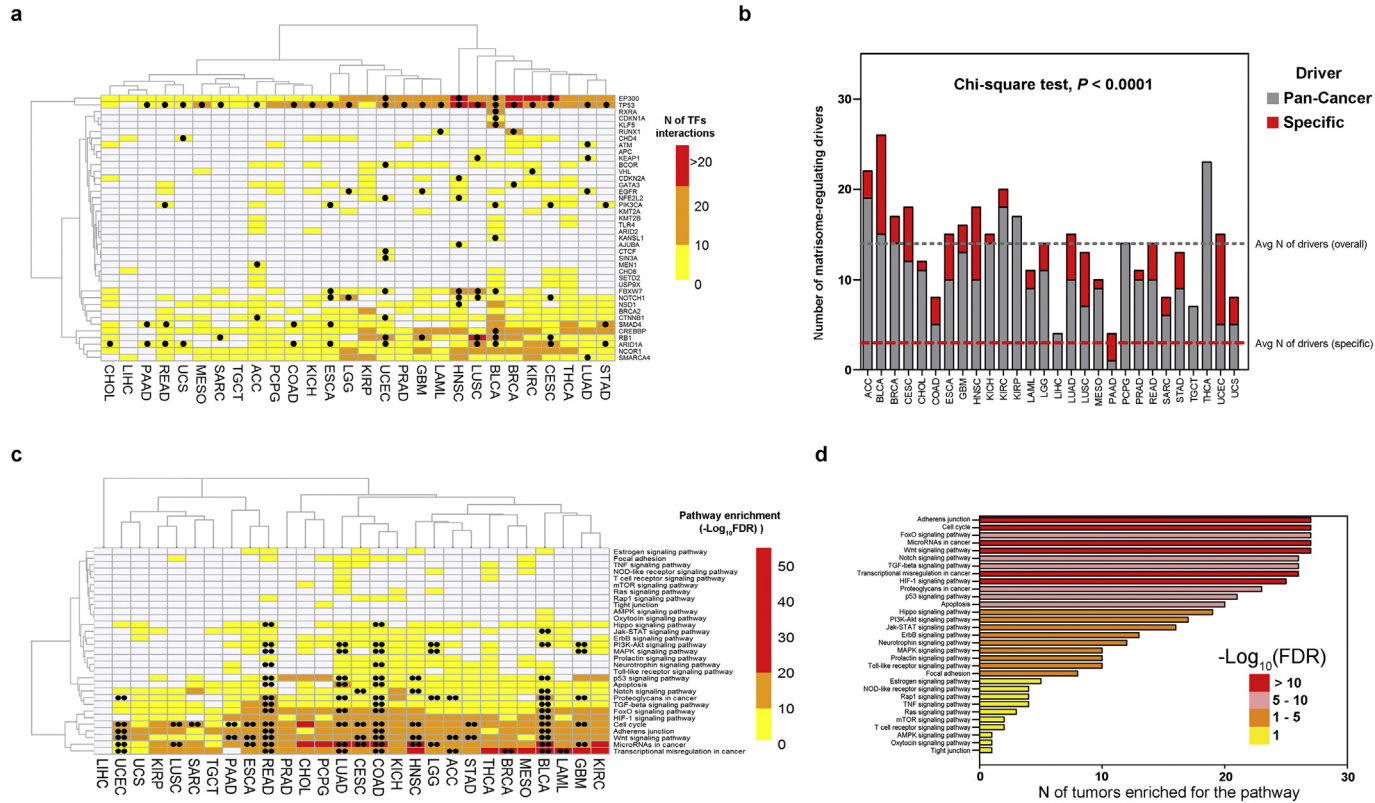 a
EP300
TP53
RXRA
CDKN1A
KLF5
RUNX1
CHD4
ATM
APC
KEAP1
BCOR
VHL
CDKN2A
GATA3
EGFR
NFE2L2
PIK3CA
KMT2A
KMT2B
TLR4
ARID2
KANSL1
AJUBA
CTCF
SIN3A
MEN1
CHD8
SETD2
USP9X
FBXW7
NOTCH1
NSD1
BRCA2
CTNNB1
SMAD4
CREBBP
RB1
ARID1A
NCOR1
SMARCA4
CHOL LIHC PAAD READ UCS MESO SARC TGCT ACC PCPG COAD KICH ESCA LGG KIRP UCEC PRAD GBM LAML HNSC LUSC BLCA BRCA KIRC CESC THCA LUAD STAD
N of TFs
interactions
>20
20
10
0
b
Chi-square test, P < 0.0001
Number of matrisome-regulating drivers
30
20
10
0
ACC BLCA BRCA CESC CHOL COAD ESCA GBM HNSC KICH KIRC KIRP LAML LGG LIHC LUAD LUSC MESO PAAD PCPG PRAD READ SARC STAD TGCT THCA UCEC UCS
Driver
Pan-Cancer
Specific
Avg N of drivers (overall)
Avg N of drivers (specific)
c
Estrogen signaling pathway
Focal adhesion
TNF signaling pathway
NOD-like receptor signaling pathway
T cell receptor signaling pathway
mTOR signaling pathway
Ras signaling pathway
Rap1 signaling pathway
Tight junction
AMPK signaling pathway
Oxytocin signaling pathway
Hippo signaling pathway
Jak-STAT signaling pathway
ErbB signaling pathway
PI3K-Akt signaling pathway
MAPK signaling pathway
Prolactin signaling pathway
Neurotrophin signaling pathway
Toll-like receptor signaling pathway
p53 signaling pathway
Apoptosis
Notch signaling pathway
Proteoglycans in cancer
TGF-beta signaling pathway
FoxO signaling pathway
HIF-1 signaling pathway
Cell cycle
Adherens junction
Wnt signaling pathway
MicroRNAs in cancer
Transcriptional misregulation in cancer
LIHC UCEC UCS KIRP LUSC SARC TGCT PAAD ESCA READ PRAD CHOL PCPG LUAD CESC COAD KICH HNSC LGG ACC STAD THCA BRCA MESO BLCA LAML GBM KIRC
Pathway enrichment
(-Log10FDR) )
50
40
30
20
10
0
d
Adherens junction
Cell cycle
FoxO signaling pathway
MicroRNAs in cancer
Wnt signaling pathway
Notch signaling pathway
TGF-beta signaling pathway
Transcriptional misregulation in cancer
HIF-1 signaling pathway
Proteoglycans in cancer
p53 signaling pathway
Apoptosis
Hippo signaling pathway
PI3K-Akt signaling pathway
Jak-STAT signaling pathway
ErbB signaling pathway
Neurotrophin signaling pathway
MAPK signaling pathway
Prolactin signaling pathway
Toll-like receptor signaling pathway
Focal adhesion
Estrogen signaling pathway
NOD-like receptor signaling pathway
Rap1 signaling pathway
TNF signaling pathway
Ras signaling pathway
mTOR signaling pathway
T cell receptor signaling pathway
AMPK signaling pathway
Oxytocin signaling pathway
Tight junction
0 10 20 30
N of tumors enriched for the pathway
-Log10(FDR)
> 10
5 - 10
1 - 5
1